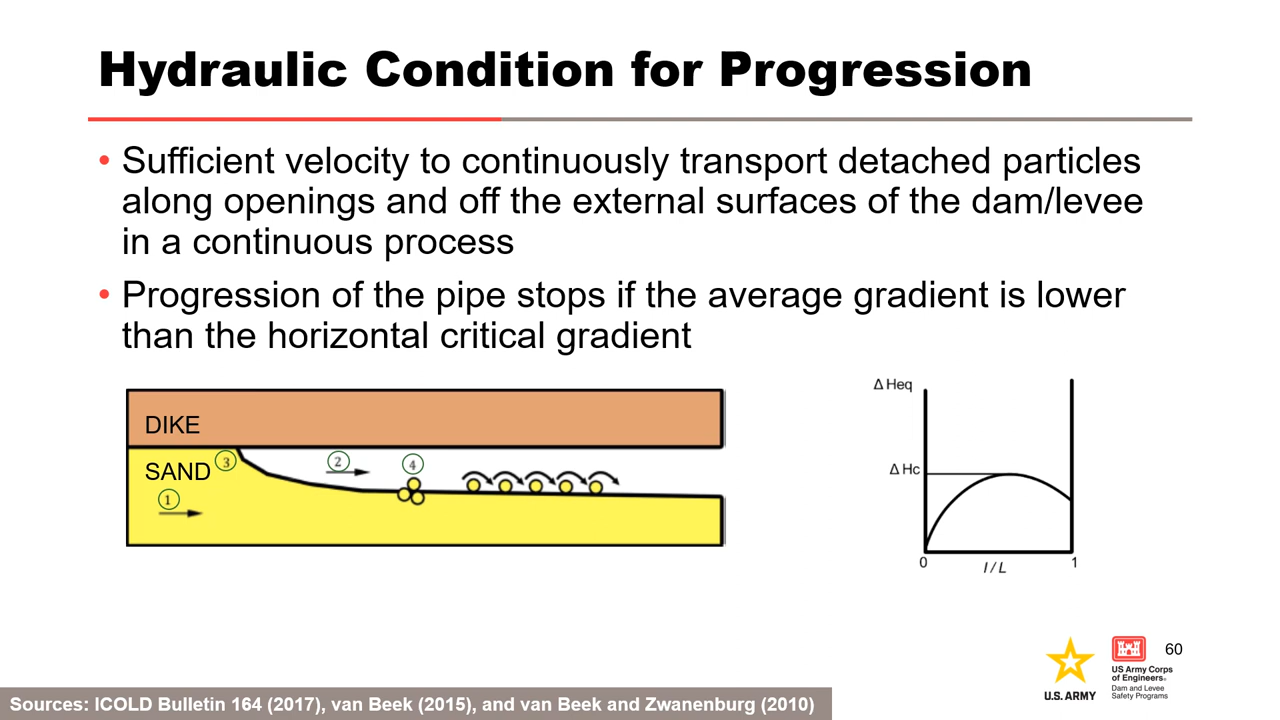 Hydraulic Condition for Progression
• Sufficient velocity to continuously transport detached particles
along openings and off the external surfaces of the dam/levee
in a continuous process
• Progression of the pipe stops if the average gradient is lower
than the horizontal critical gradient
DIKE
SAND
③
②
④
①
Δ Heq
Δ Hc
0
l / L
1
60
U.S. ARMY
US Army Corps
of Engineers®
Dam and Levee
Safety Programs
Sources: ICOLD Bulletin 164 (2017), van Beek (2015), and van Beek and Zwanenburg (2010)